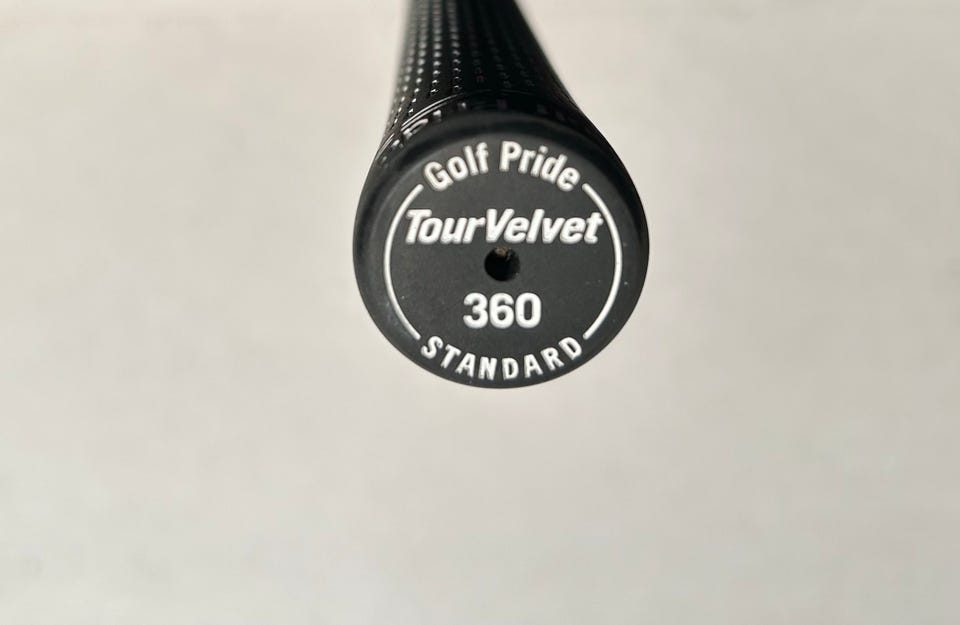 Golf Pride
TourVelvet
360
STANDARD